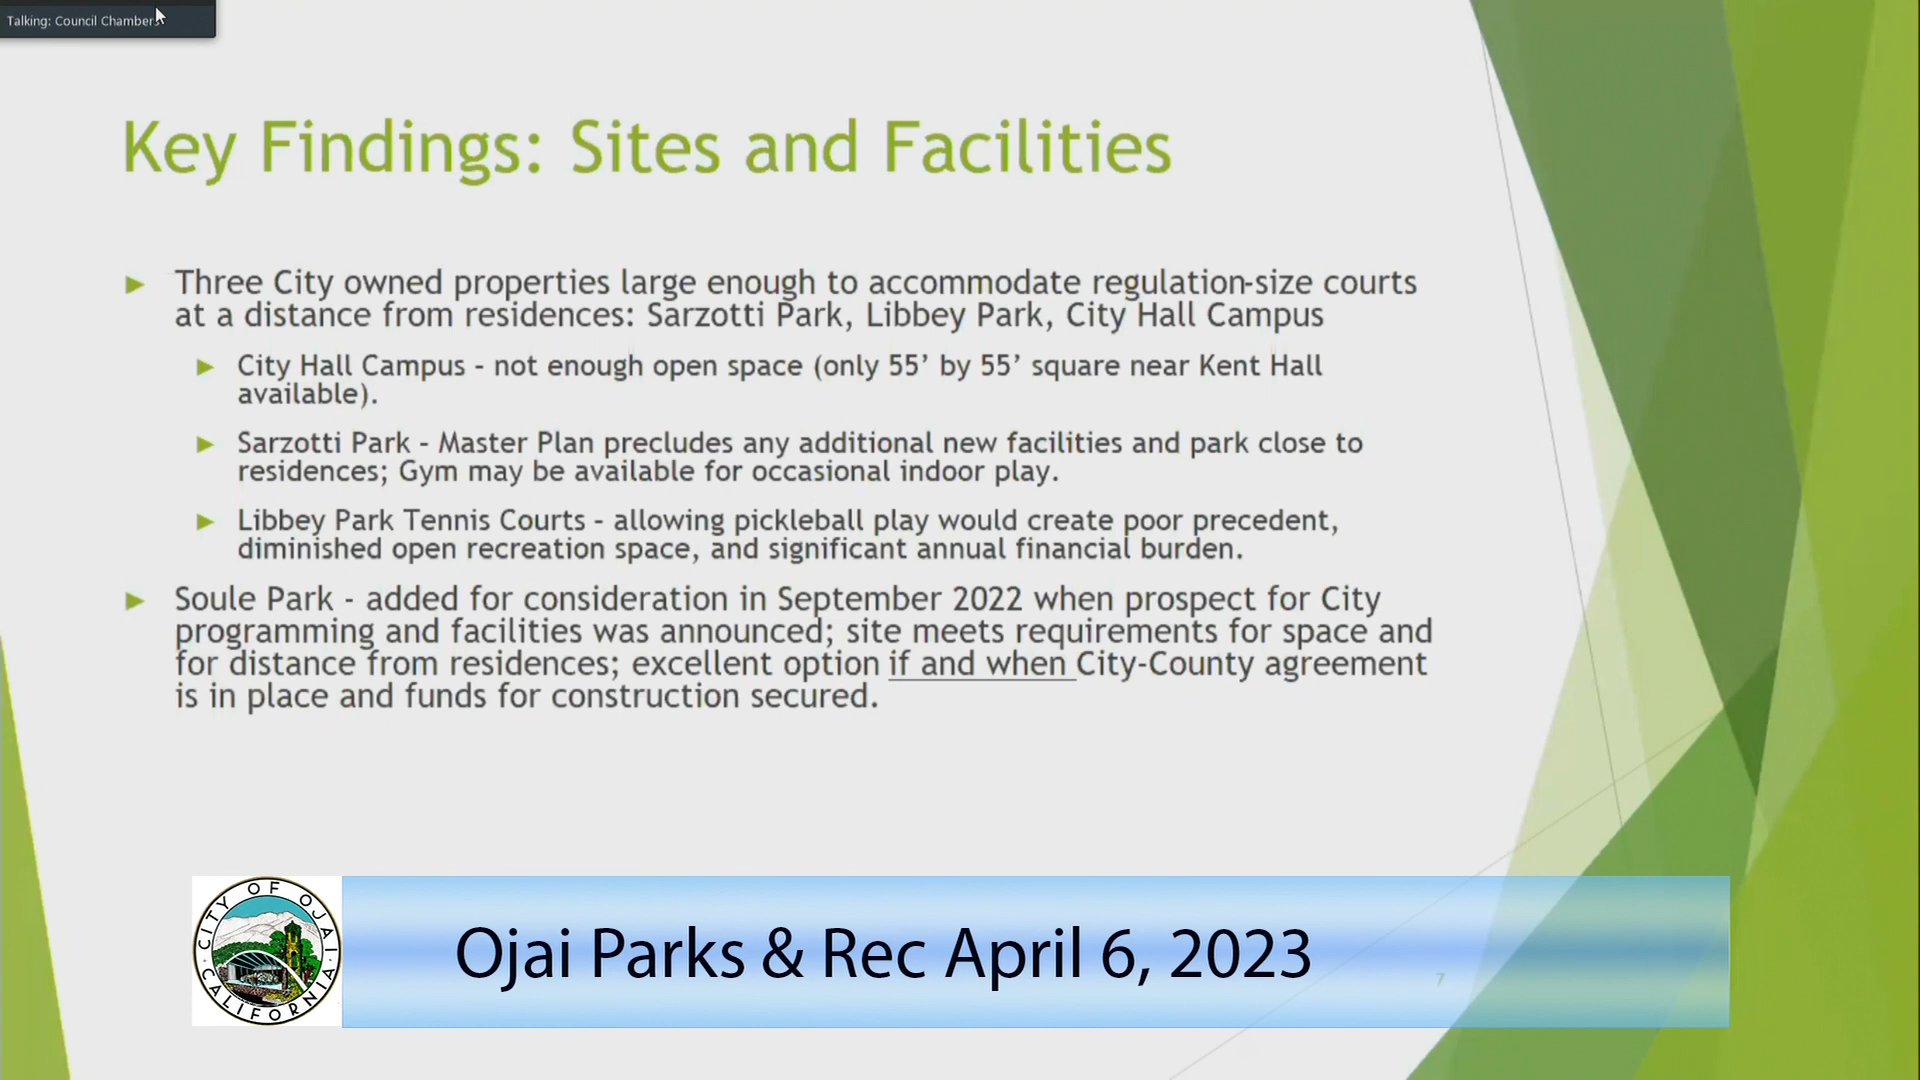 Talking: Council Chambers
Key Findings: Sites and Facilities
Three City owned properties large enough to accommodate regulation-size courts
at a distance from residences: Sarzotti Park, Libbey Park, City Hall Campus
City Hall Campus – not enough open space (only 55’ by 55’ square near Kent Hall
available).
Sarzotti Park – Master Plan precludes any additional new facilities and park close to
residences; Gym may be available for occasional indoor play.
Libbey Park Tennis Courts – allowing pickleball play would create poor precedent,
diminished open recreation space, and significant annual financial burden.
Soule Park - added for consideration in September 2022 when prospect for City
programming and facilities was announced; site meets requirements for space and
for distance from residences; excellent option if and when City-County agreement
is in place and funds for construction secured.
CITY OF OJAI
CALIFORNIA
Ojai Parks & Rec April 6, 2023
7